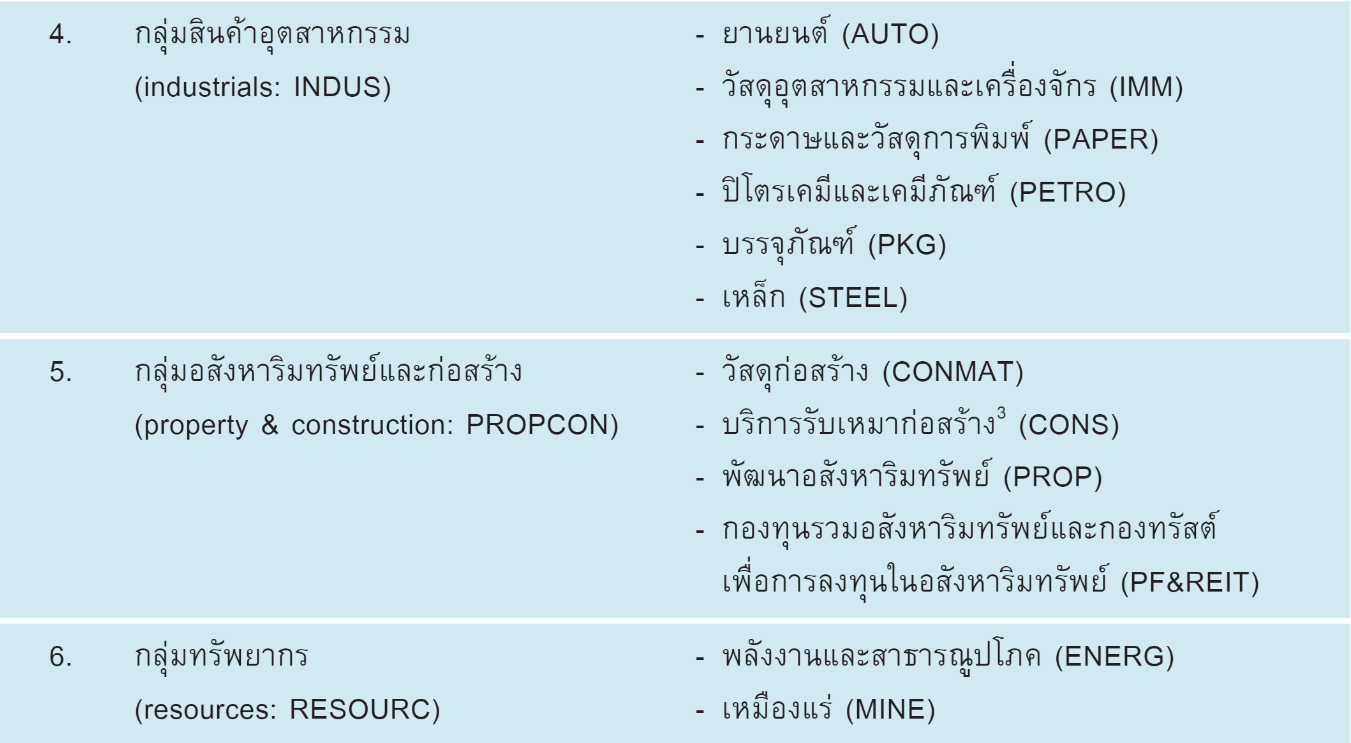 4. กลุ่มสินค้าอุตสาหกรรม - ยานยนต์ (AUTO)
(industrials: INDUS) - วัสดุอุตสาหกรรมและเครื่องจักร (IMM)
- กระดาษและวัสดุการพิมพ์ (PAPER)
- ปิโตรเคมีและเคมีภัณฑ์ (PETRO)
- บรรจุภัณฑ์ (PKG)
- เหล็ก (STEEL)
5. กลุ่มอสังหาริมทรัพย์และก่อสร้าง - วัสดุก่อสร้าง (CONMAT)
(property & construction: PROPCON) - บริการรับเหมาก่อสร้าง³ (CONS)
- พัฒนาอสังหาริมทรัพย์ (PROP)
- กองทุนรวมอสังหาริมทรัพย์และกองทรัสต์
เพื่อการลงทุนในอสังหาริมทรัพย์ (PF&REIT)
6. กลุ่มทรัพยากร - พลังงานและสาธารณูปโภค (ENERG)
(resources: RESOURC) - เหมืองแร่ (MINE)